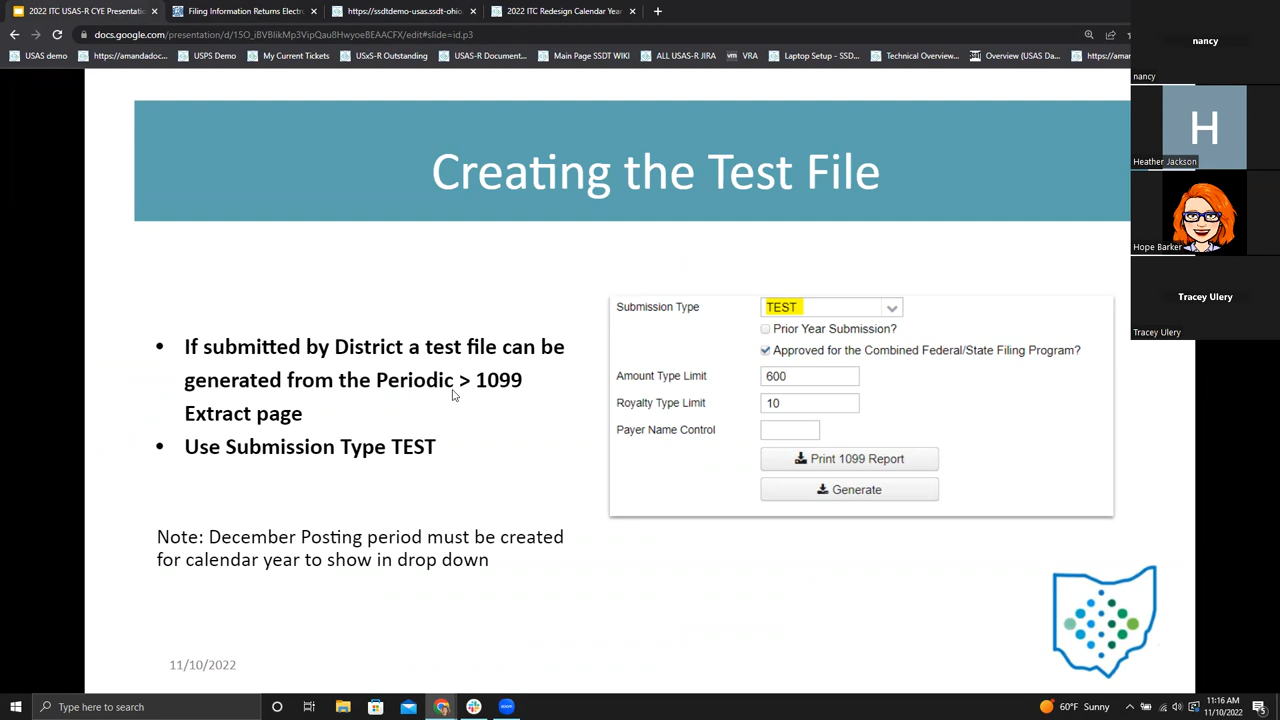 2022 ITC USAS-R CYE Presentatio
Filing Information Returns Electro
https://ssdtdemo-usas.ssdt-ohio.
2022 ITC Redesign Calendar Year
docs.google.com/presentation/d/15O_iBVBlikMp3VipQau8HwyoeBEAACFX/edit#slide=id.p3
USAS demo
https://amandadoc...
USPS Demo
My Current Tickets
USxS-R Outstanding
USAS-R Document...
Main Page SSDT WIKI
ALL USAS-R JIRA
vm
VRA
Laptop Setup - SSD...
Technical Overview...
Overview (USAS Da...
https://aman
nancy
nancy
H
Heather Jackson
Hope Barker
Tracey Ulery
Tracey Ulery
Creating the Test File
• If submitted by District a test file can be
generated from the Periodic > 1099
Extract page
• Use Submission Type TEST
Note: December Posting period must be created
for calendar year to show in drop down
Submission Type TEST
Prior Year Submission?
Approved for the Combined Federal/State Filing Program?
Amount Type Limit 600
Royalty Type Limit 10
Payer Name Control
Print 1099 Report
Generate
11/10/2022
Type here to search
zoom
60°F Sunny
11:16 AM
11/10/2022